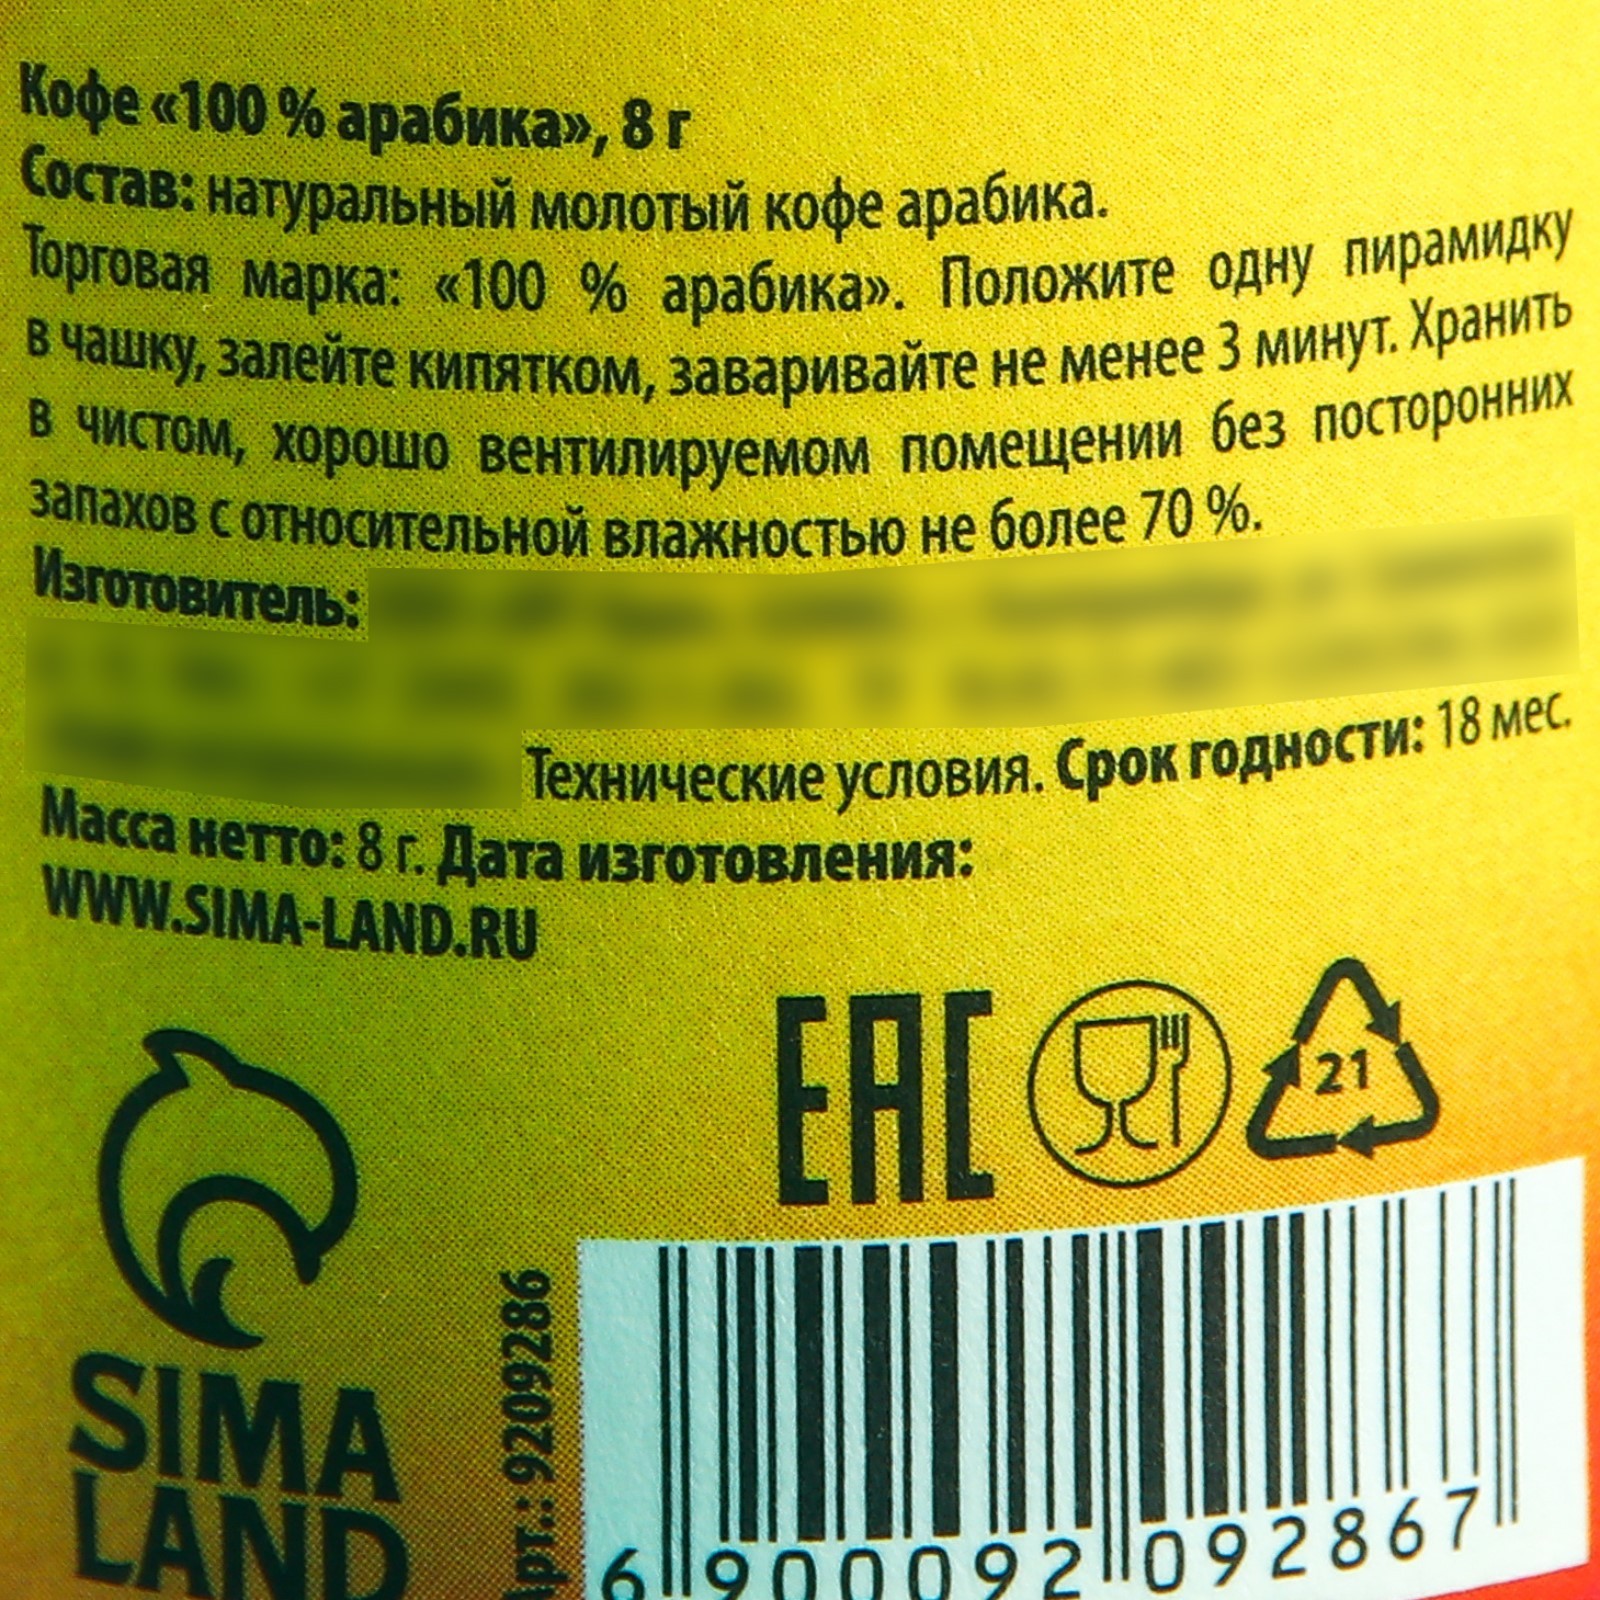 Кофе «100 % арабика», 8 г
Состав: натуральный молотый кофе арабика.
Торговая марка: «100 % арабика». Положите одну пирамидку
в чашку, залейте кипятком, заваривайте не менее 3 минут. Хранить
в чистом, хорошо вентилируемом помещении без посторонних
запахов с относительной влажностью не более 70 %.
Изготовитель:
Технические условия. Срок годности: 18 мес.
Масса нетто: 8 г. Дата изготовления:
WWW.SIMA-LAND.RU
EAC
21
SIMA
LAND
Арт.: 9209286
6 900092 092867